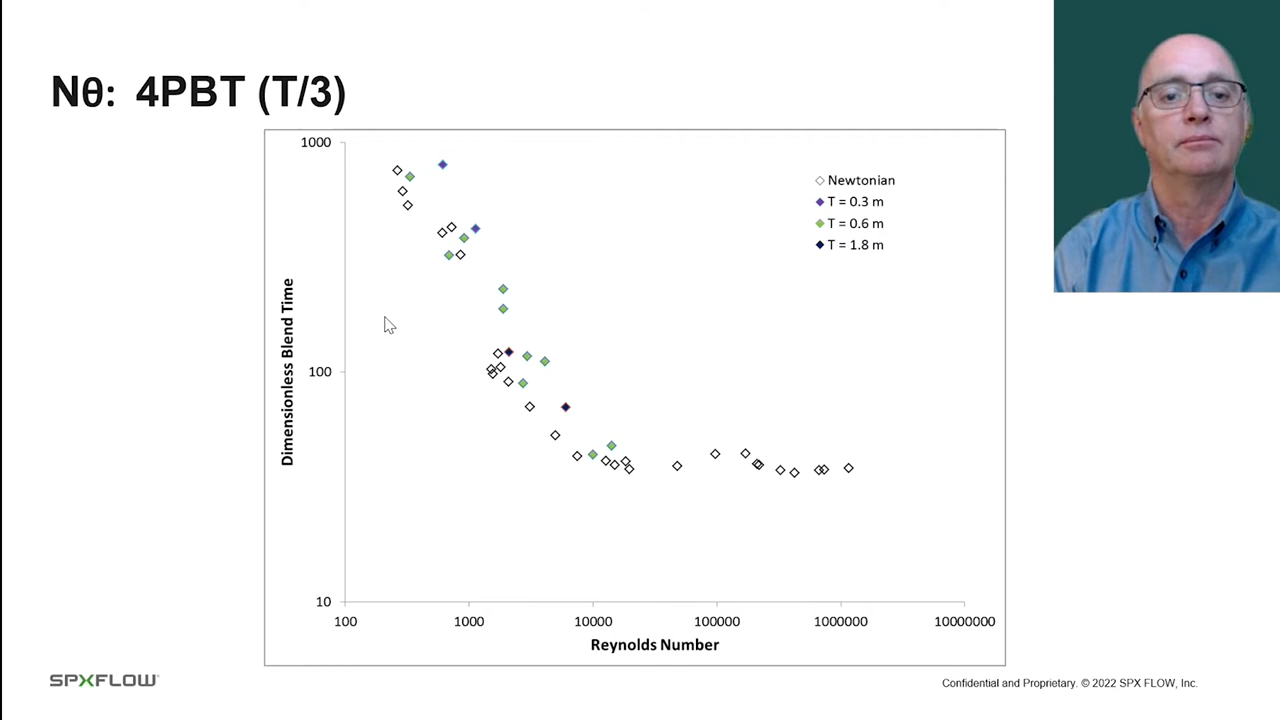 Nθ: 4PBT (T/3)
1000
100
10
Dimensionless Blend Time
Newtonian
T = 0.3 m
T = 0.6 m
T = 1.8 m
100 1000 10000 100000 1000000 10000000
Reynolds Number
SPXFLOW
Confidential and Proprietary. © 2022 SPX FLOW, Inc.